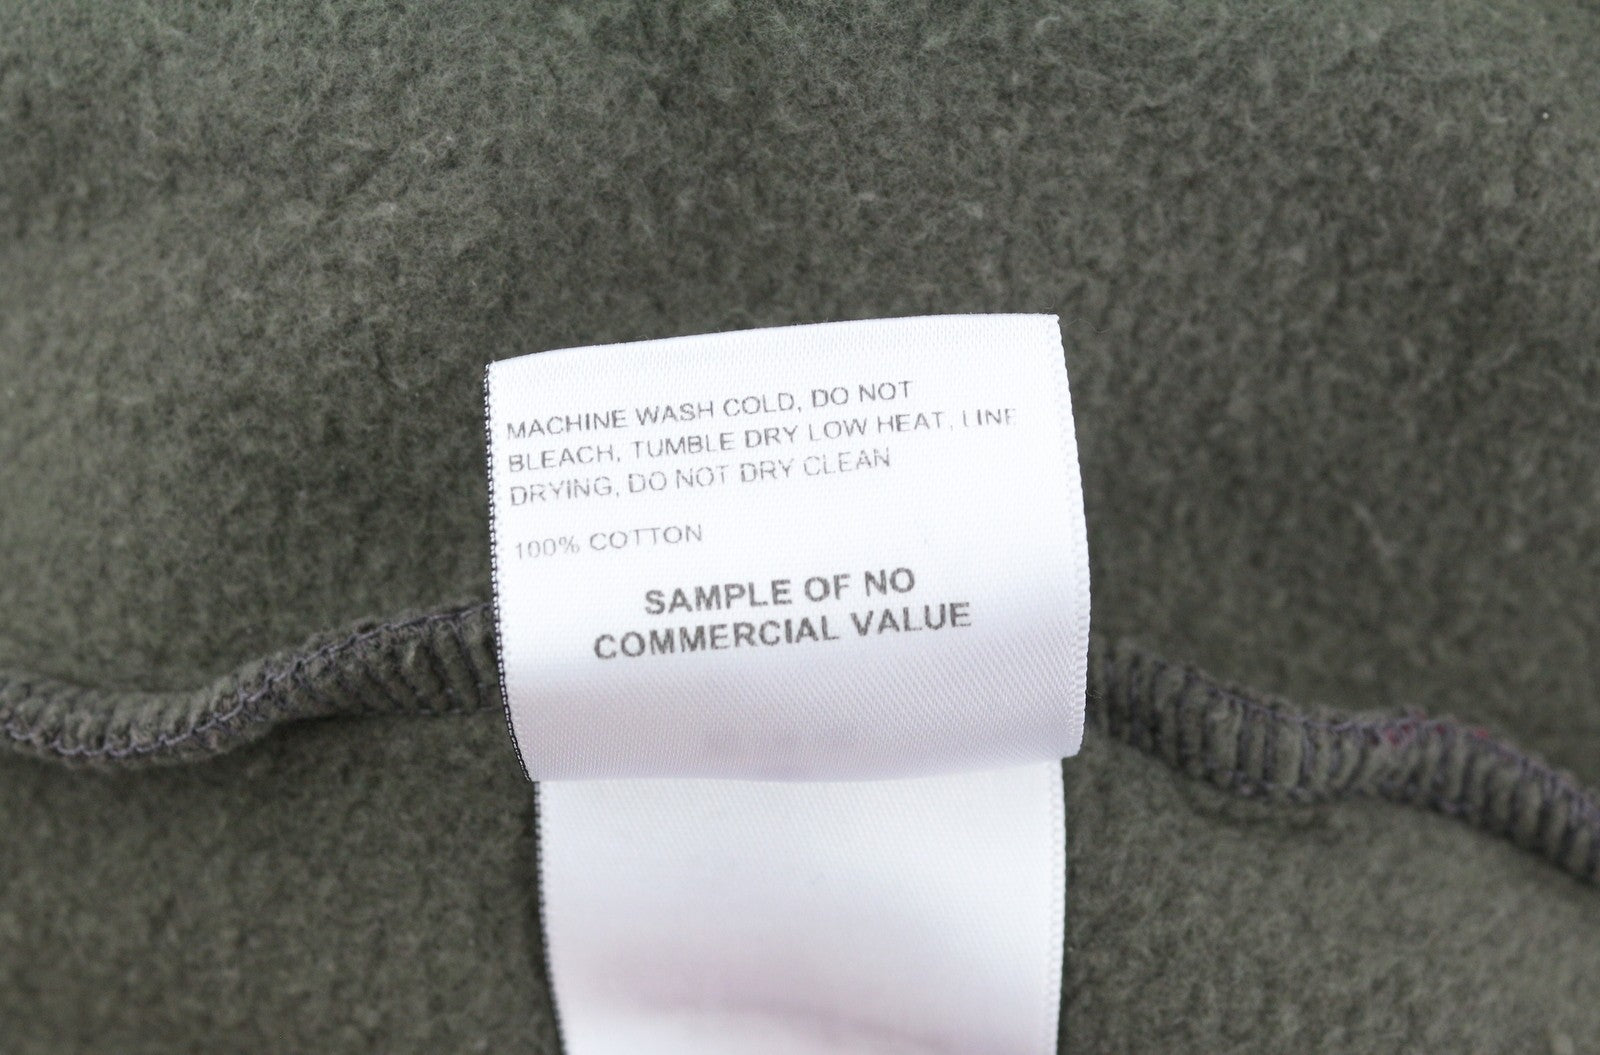 MACHINE WASH COLD, DO NOT
BLEACH, TUMBLE DRY LOW HEAT, LINE
DRYING, DO NOT DRY CLEAN
100% COTTON
SAMPLE OF NO
COMMERCIAL VALUE